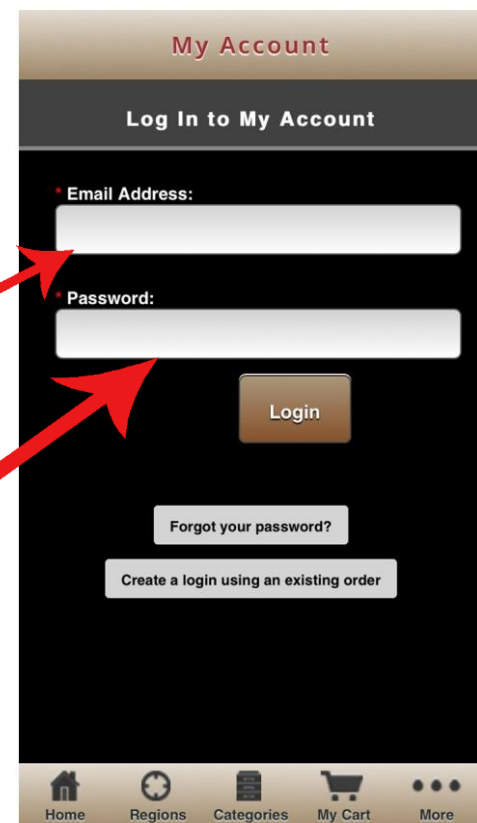 My Account
Log In to My Account
* Email Address:
* Password:
Login
Forgot your password?
Create a login using an existing order
Home Regions Categories My Cart More